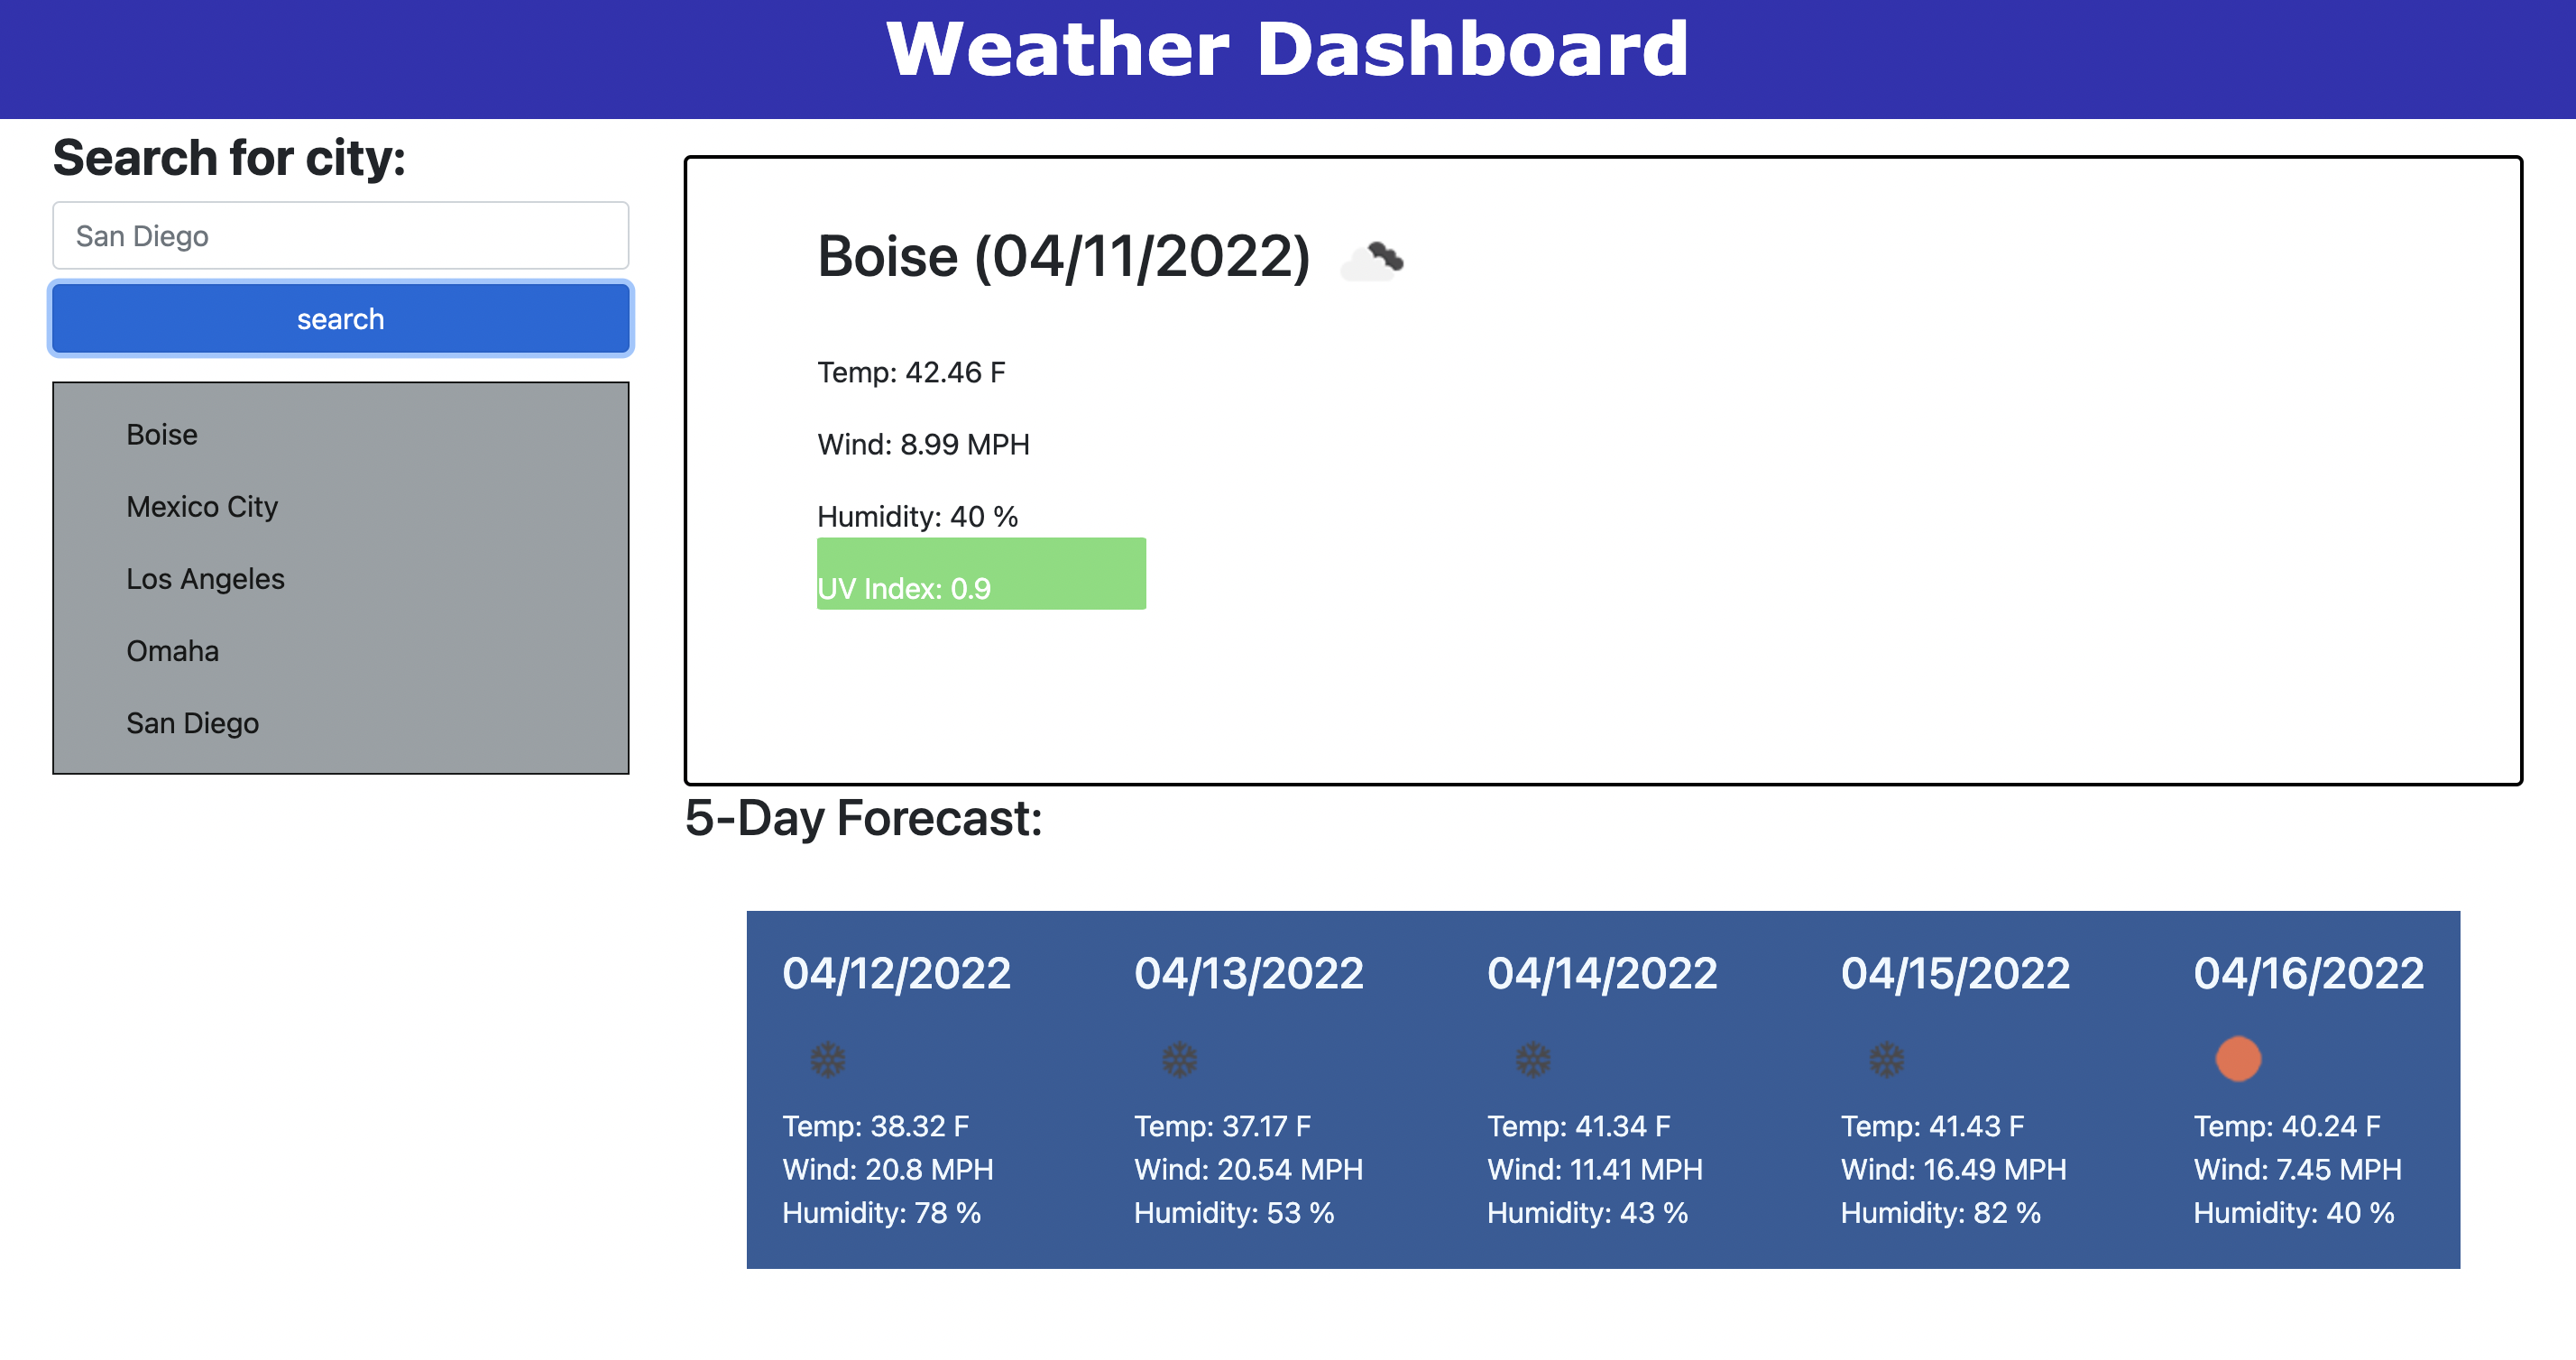 Weather Dashboard
Search for city:
San Diego
search
Boise
Mexico City
Los Angeles
Omaha
San Diego
Boise (04/11/2022)
Temp: 42.46 F
Wind: 8.99 MPH
Humidity: 40 %
UV Index: 0.9
5-Day Forecast:
04/12/2022
Temp: 38.32 F
Wind: 20.8 MPH
Humidity: 78 %
04/13/2022
Temp: 37.17 F
Wind: 20.54 MPH
Humidity: 53 %
04/14/2022
Temp: 41.34 F
Wind: 11.41 MPH
Humidity: 43 %
04/15/2022
Temp: 41.43 F
Wind: 16.49 MPH
Humidity: 82 %
04/16/2022
Temp: 40.24 F
Wind: 7.45 MPH
Humidity: 40 %